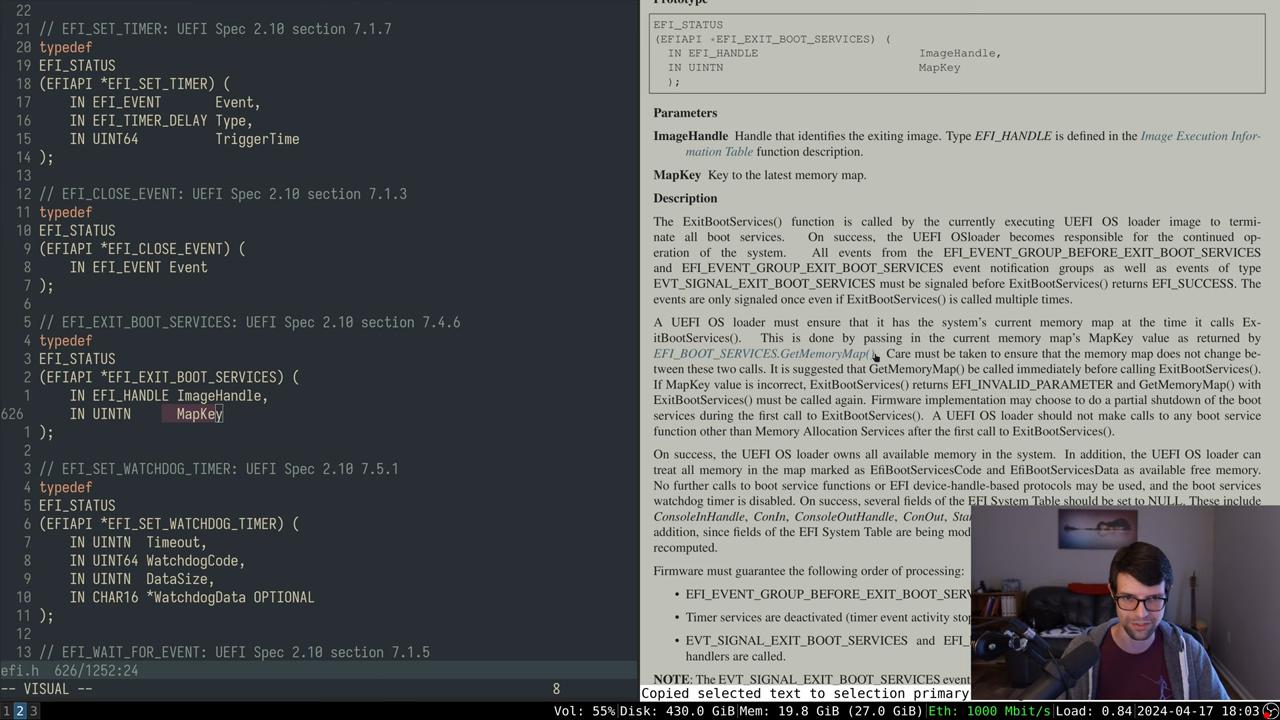 22
21 // EFI_SET_TIMER: UEFI Spec 2.10 section 7.1.7
20 typedef
19 EFI_STATUS
18 (EFIAPI *EFI_SET_TIMER) (
17     IN EFI_EVENT       Event,
16     IN EFI_TIMER_DELAY Type,
15     IN UINT64          TriggerTime
14 );
13
12 // EFI_CLOSE_EVENT: UEFI Spec 2.10 section 7.1.3
11 typedef
10 EFI_STATUS
9 (EFIAPI *EFI_CLOSE_EVENT) (
8     IN EFI_EVENT Event
7 );
6
5 // EFI_EXIT_BOOT_SERVICES: UEFI Spec 2.10 section 7.4.6
4 typedef
3 EFI_STATUS
2 (EFIAPI *EFI_EXIT_BOOT_SERVICES) (
1     IN EFI_HANDLE ImageHandle,
626     IN UINTN      MapKey
1 );
2
3 // EFI_SET_WATCHDOG_TIMER: UEFI Spec 2.10 7.5.1
4 typedef
5 EFI_STATUS
6 (EFIAPI *EFI_SET_WATCHDOG_TIMER) (
7     IN UINTN  Timeout,
8     IN UINT64 WatchdogCode,
9     IN UINTN  DataSize,
10     IN CHAR16 *WatchdogData OPTIONAL
11 );
12
13 // EFI_WAIT_FOR_EVENT: UEFI Spec 2.10 section 7.1.5
efi.h  626/1252:24
-- VISUAL --    8
Prototype
EFI_STATUS
(EFIAPI *EFI_EXIT_BOOT_SERVICES) (
IN EFI_HANDLE    ImageHandle,
IN UINTN    MapKey
);
Parameters
ImageHandle Handle that identifies the exiting image. Type EFI_HANDLE is defined in the Image Execution Infor-
mation Table function description.
MapKey Key to the latest memory map.
Description
The ExitBootServices() function is called by the currently executing UEFI OS loader image to termi-
nate all boot services. On success, the UEFI OSloader becomes responsible for the continued op-
eration of the system. All events from the EFI_EVENT_GROUP_BEFORE_EXIT_BOOT_SERVICES
and EFI_EVENT_GROUP_EXIT_BOOT_SERVICES event notification groups as well as events of type
EVT_SIGNAL_EXIT_BOOT_SERVICES must be signaled before ExitBootServices() returns EFI_SUCCESS. The
events are only signaled once even if ExitBootServices() is called multiple times.
A UEFI OS loader must ensure that it has the system's current memory map at the time it calls Ex-
itBootServices(). This is done by passing in the current memory map's MapKey value as returned by
EFI_BOOT_SERVICES.GetMemoryMap(). Care must be taken to ensure that the memory map does not change be-
tween these two calls. It is suggested that GetMemoryMap() be called immediately before calling ExitBootServices().
If MapKey value is incorrect, ExitBootServices() returns EFI_INVALID_PARAMETER and GetMemoryMap() with
ExitBootServices() must be called again. Firmware implementation may choose to do a partial shutdown of the boot
services during the first call to ExitBootServices(). A UEFI OS loader should not make calls to any boot service
function other than Memory Allocation Services after the first call to ExitBootServices().
On success, the UEFI OS loader owns all available memory in the system. In addition, the UEFI OS loader can
treat all memory in the map marked as EfiBootServicesCode and EfiBootServicesData as available free memory.
No further calls to boot service functions or EFI device-handle-based protocols may be used, and the boot services
watchdog timer is disabled. On success, several fields of the EFI System Table should be set to NULL. These include
ConsoleInHandle, ConIn, ConsoleOutHandle, ConOut,
addition, since fields of the EFI System Table are being
recomputed.
Firmware must guarantee the following order of processing:
• EFI_EVENT_GROUP_BEFORE_EXIT_BOOT
• Timer services are deactivated (timer event activity
• EVT_SIGNAL_EXIT_BOOT_SERVICES and
handlers are called.
NOTE: The EVT_SIGNAL_EXIT_BOOT_SERVICES
Copied selected text to selection primary
1 2 3    Vol: 55%|Disk: 430.0 GiB|Mem: 19.8 GiB (27.0 GiB)|Eth: 1000 Mbit/s|Load: 0.84|2024-04-17 18:03